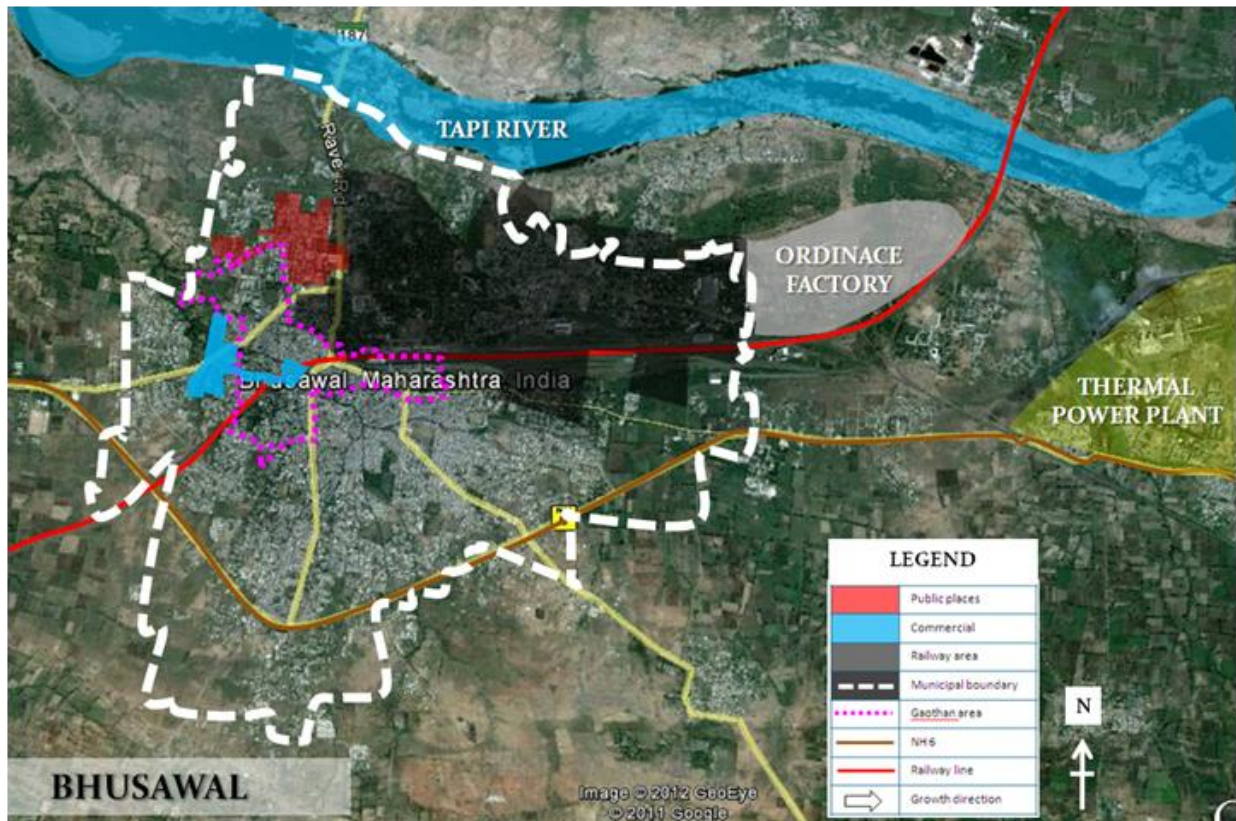 187
TAPI RIVER
Raver Rd
ORDINACE
FACTORY
Bhusawal, Maharashtra, India
THERMAL
POWER PLANT
LEGEND
Public places
Commercial
Railway area
Municipal boundary
Gaothan area
NH6
Railway line
Growth direction
N
BHUSAWAL
Image © 2012 GeoEye
© 2011 Google